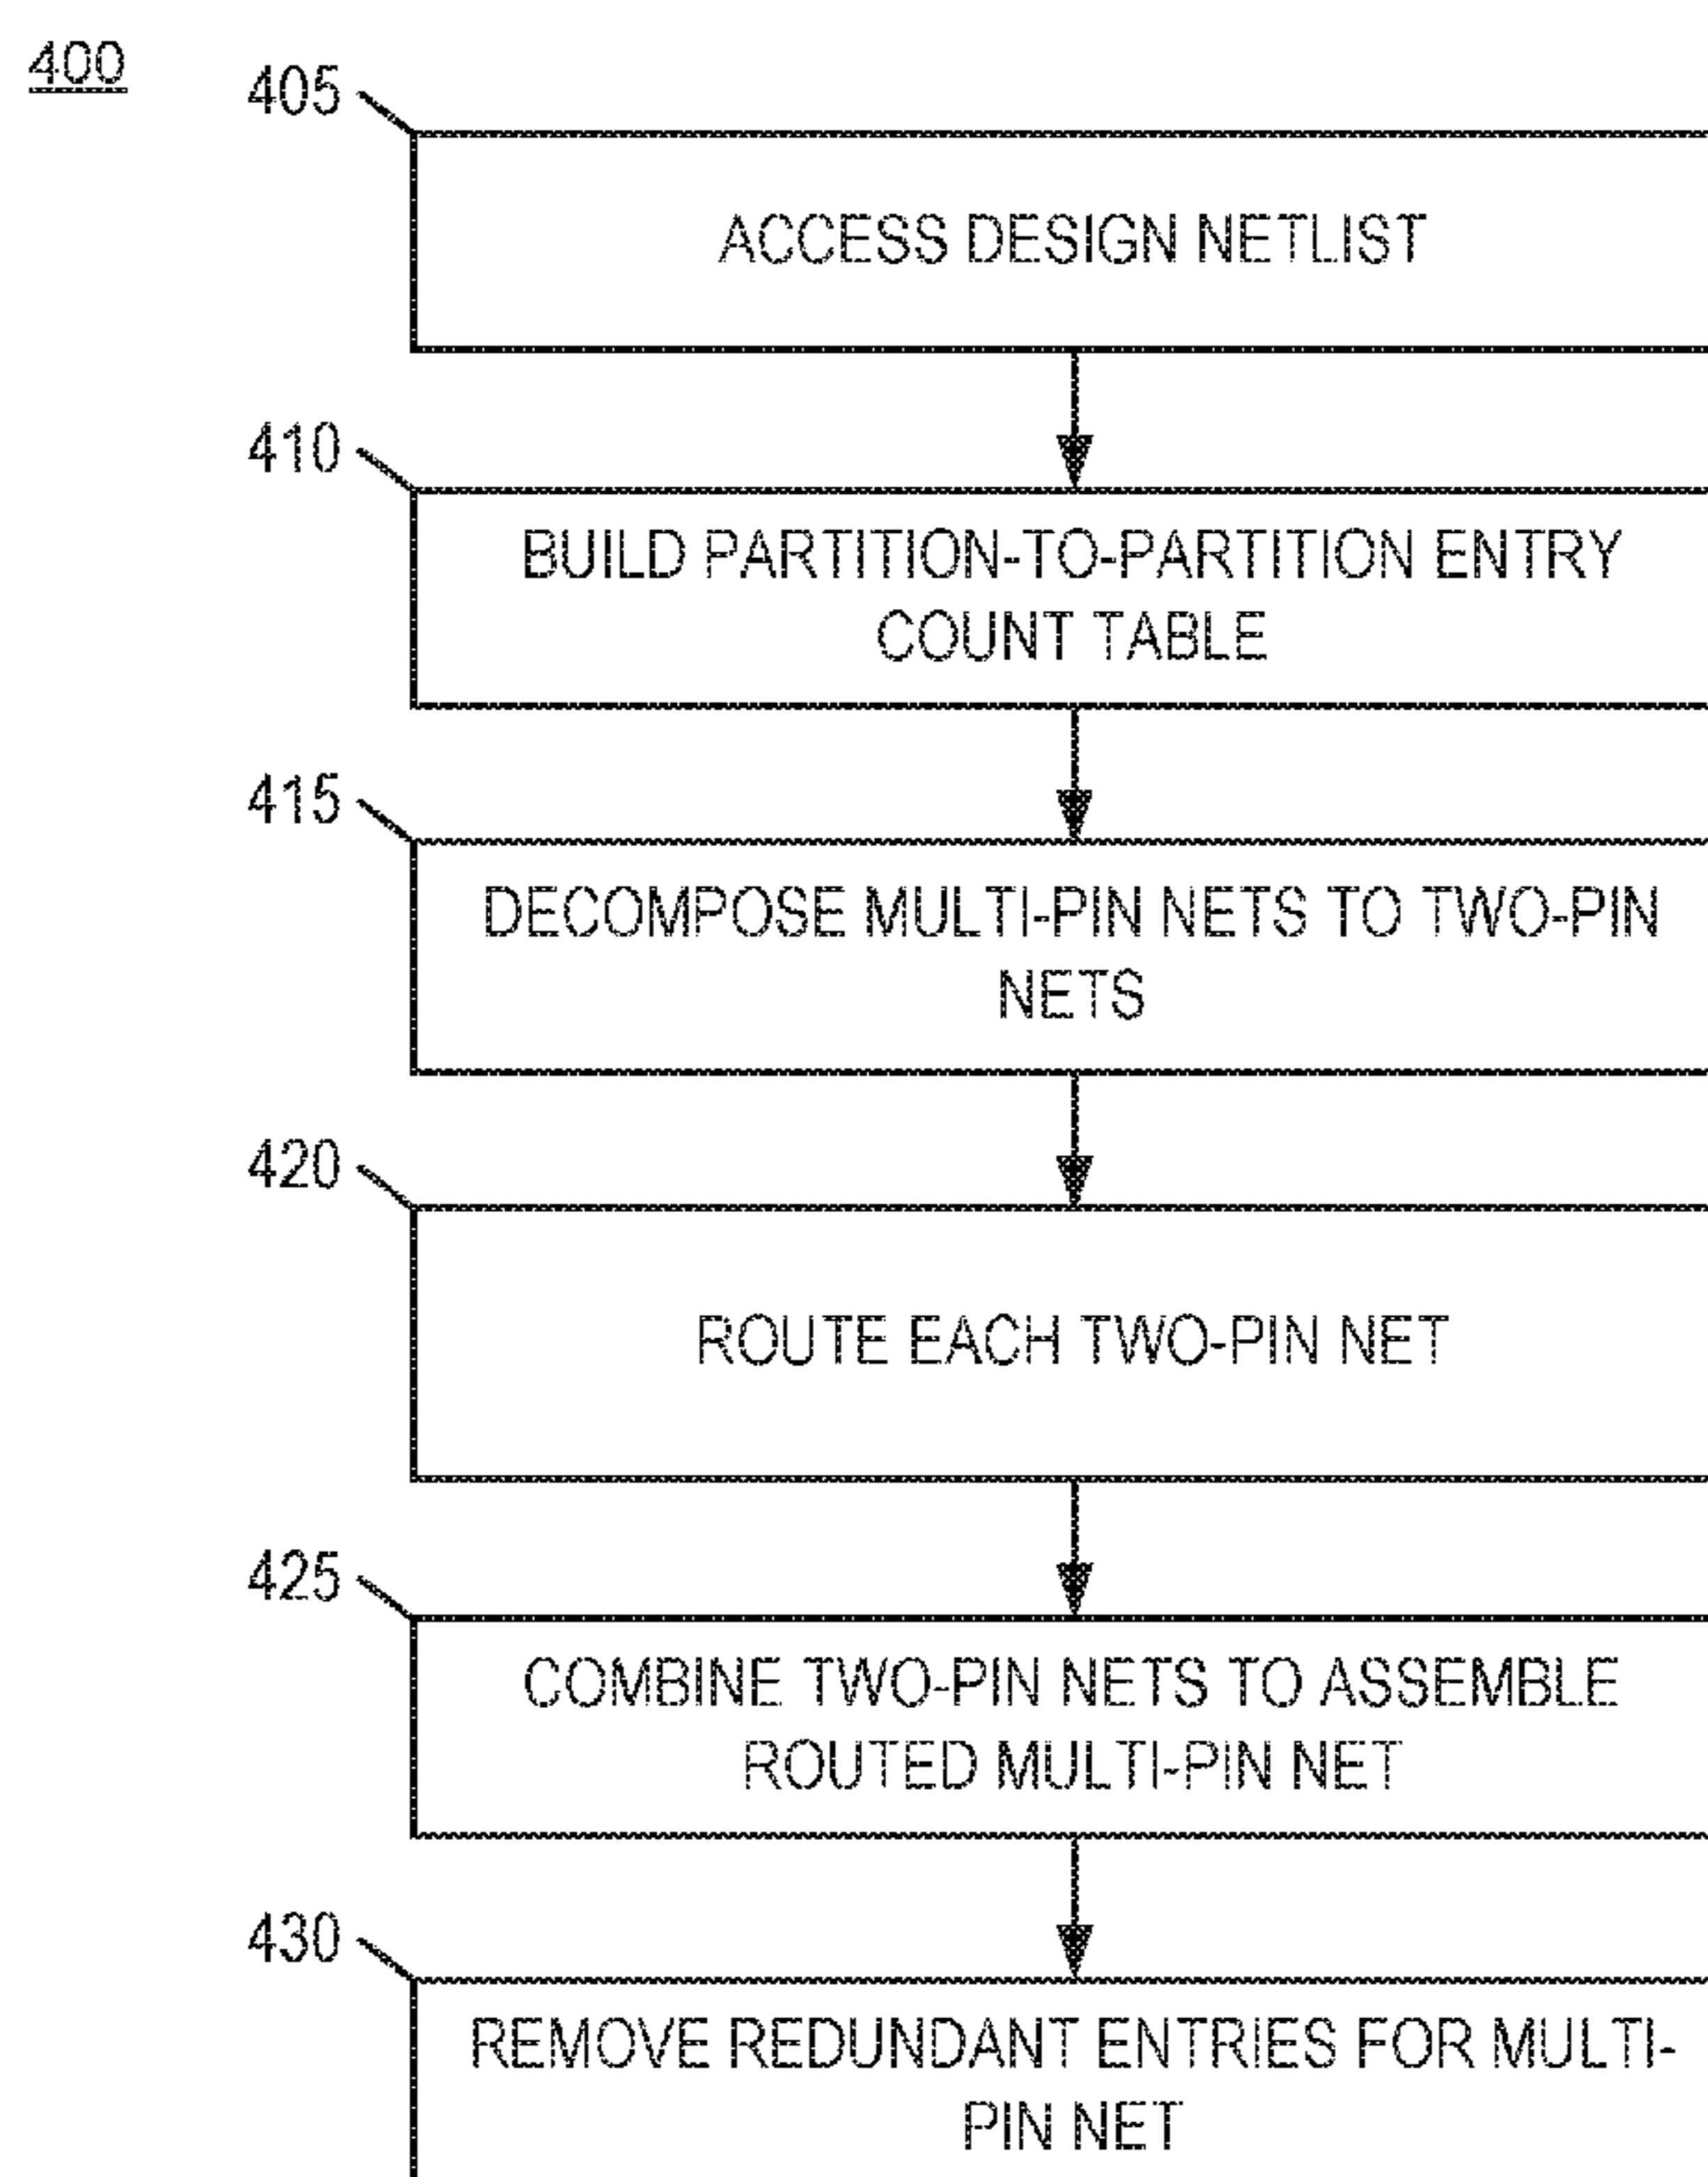 400
405
ACCESS DESIGN NETLIST
410
BUILD PARTITION-TO-PARTITION ENTRY
COUNT TABLE
415
DECOMPOSE MULTI-PIN NETS TO TWO-PIN
NETS
420
ROUTE EACH TWO-PIN NET
425
COMBINE TWO-PIN NETS TO ASSEMBLE
ROUTED MULTI-PIN NET
430
REMOVE REDUNDANT ENTRIES FOR MULTI-
PIN NET